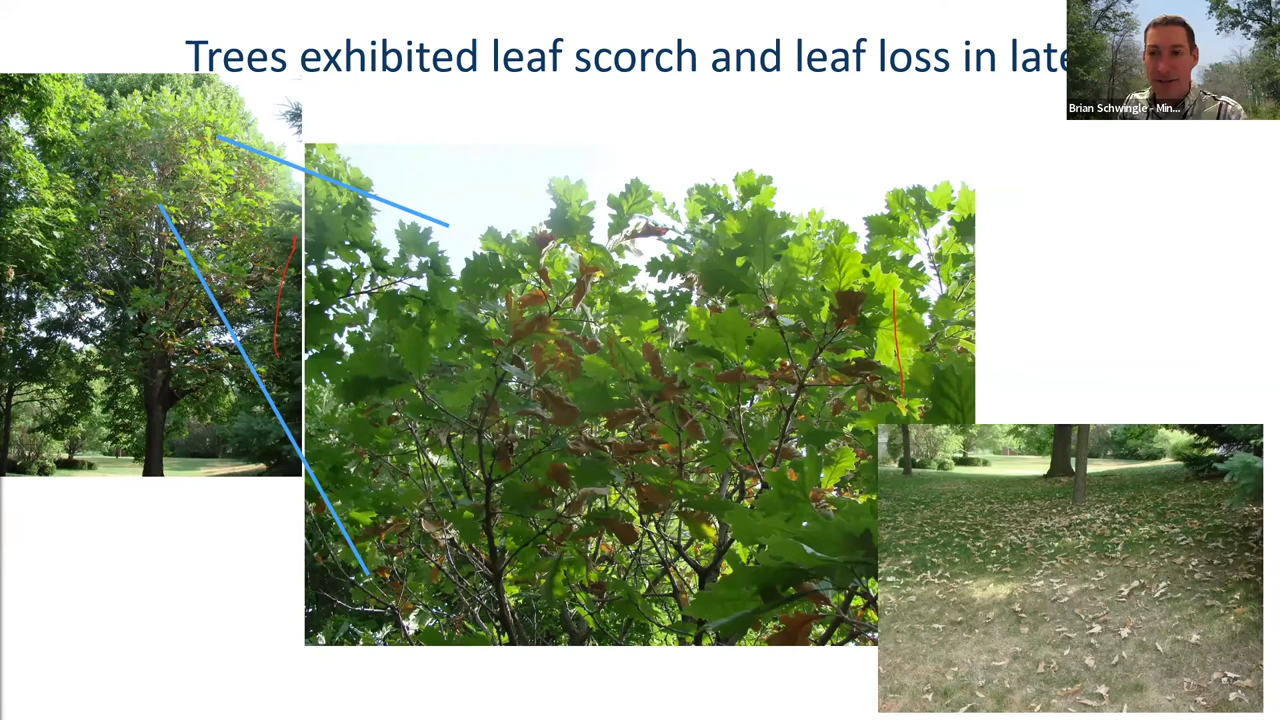 Trees exhibited leaf scorch and leaf loss in late
Brian Schwingle - Min...